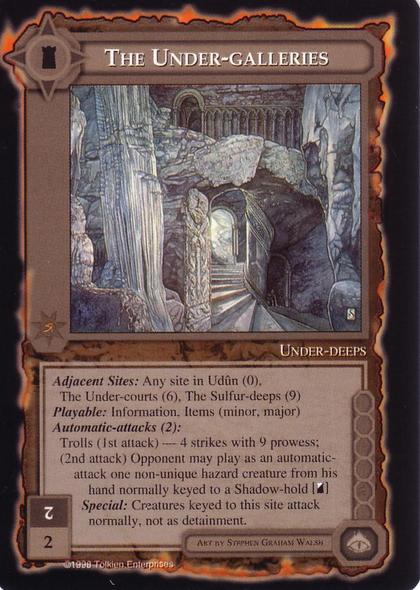 THE UNDER-GALLERIES
UNDER-DEEPS
Adjacent Sites: Any site in Udûn (0),
The Under-courts (6), The Sulfur-deeps (9)
Playable: Information, Items (minor, major)
Automatic-attacks (2):
Trolls (1st attack) — 4 strikes with 9 prowess;
(2nd attack) Opponent may play as an automatic-
attack one non-unique hazard creature from his
hand normally keyed to a Shadow-hold [ ]
Special: Creatures keyed to this site attack
normally, not as detainment.
2
2
ART BY STEPHEN GRAHAM WALSH
©1998 Tolkien Enterprises